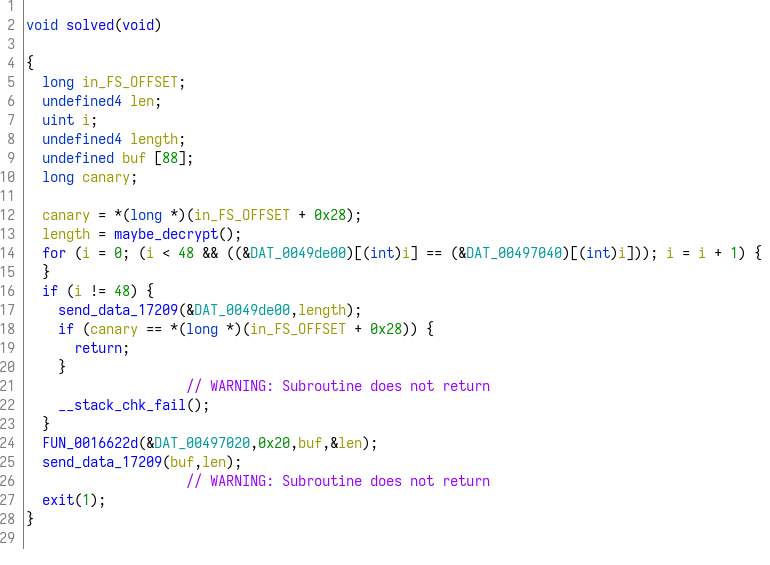 1
2 void solved(void)
3
4 {
5   long in_FS_OFFSET;
6   undefined4 len;
7   uint i;
8   undefined4 length;
9   undefined buf [88];
10   long canary;
11
12   canary = *(long *)(in_FS_OFFSET + 0x28);
13   length = maybe_decrypt();
14   for (i = 0; (i < 48 && ((&DAT_0049de00)[(int)i] == (&DAT_00497040)[(int)i])); i = i + 1) {
15   }
16   if (i != 48) {
17     send_data_17209(&DAT_0049de00,length);
18     if (canary == *(long *)(in_FS_OFFSET + 0x28)) {
19       return;
20     }
21                     // WARNING: Subroutine does not return
22     __stack_chk_fail();
23   }
24   FUN_0016622d(&DAT_00497020,0x20,buf,&len);
25   send_data_17209(buf,len);
26                     // WARNING: Subroutine does not return
27   exit(1);
28 }
29